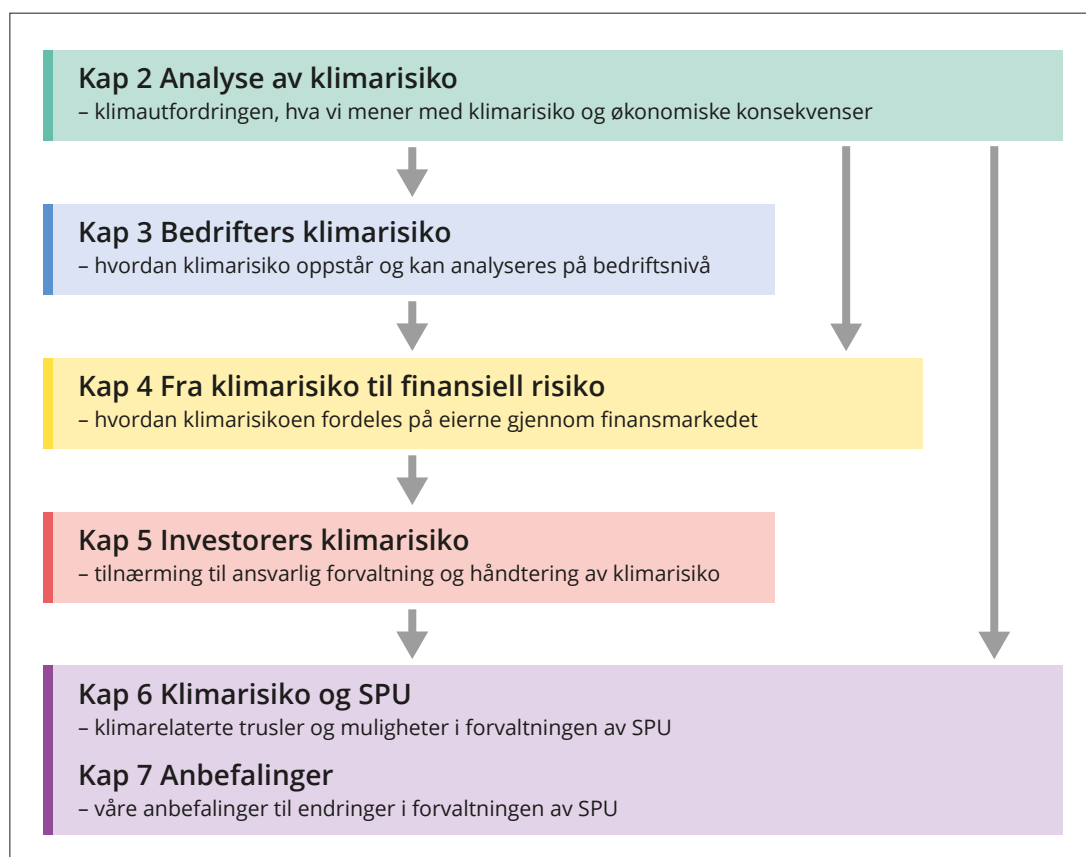 Kap 2 Analyse av klimarisiko
– klimautfordringen, hva vi mener med klimarisiko og økonomiske konsekvenser
Kap 3 Bedrifters klimarisiko
– hvordan klimarisiko oppstår og kan analyseres på bedriftsnivå
Kap 4 Fra klimarisiko til finansiell risiko
– hvordan klimarisikoen fordeles på eierne gjennom finansmarkedet
Kap 5 Investorers klimarisiko
– tilnærming til ansvarlig forvaltning og håndtering av klimarisiko
Kap 6 Klimarisiko og SPU
– klimarelaterte trusler og muligheter i forvaltningen av SPU
Kap 7 Anbefalinger
– våre anbefalinger til endringer i forvaltningen av SPU